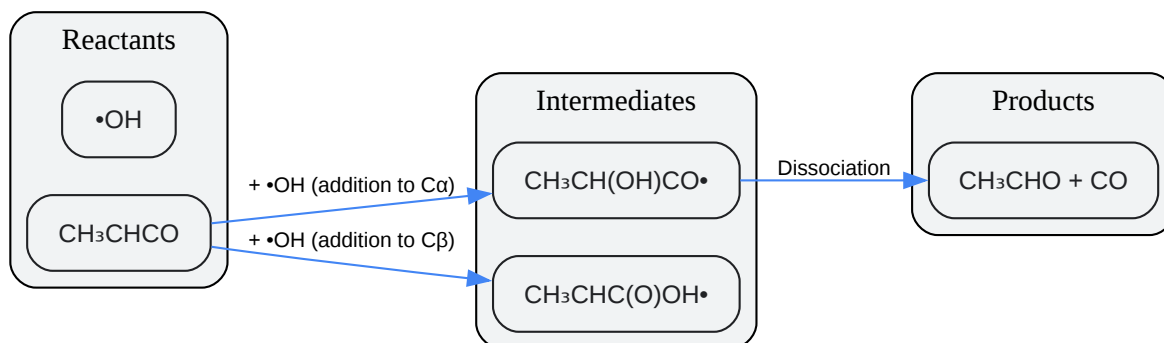 Reactants
•OH
CH₃CHCO
+ •OH (addition to Cα)
+ •OH (addition to Cβ)
Intermediates
CH₃CH(OH)CO•
CH₃CHC(O)OH•
Dissociation
Products
CH₃CHO + CO